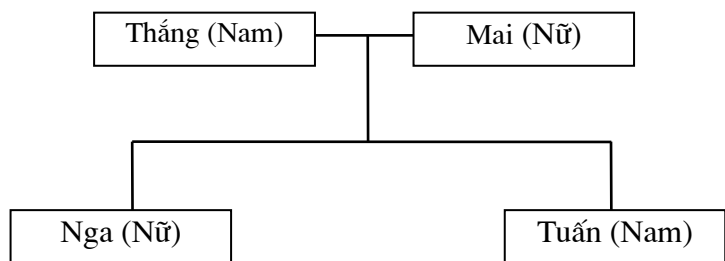 Thắng (Nam)
Mai (Nữ)
Nga (Nữ)
Tuấn (Nam)